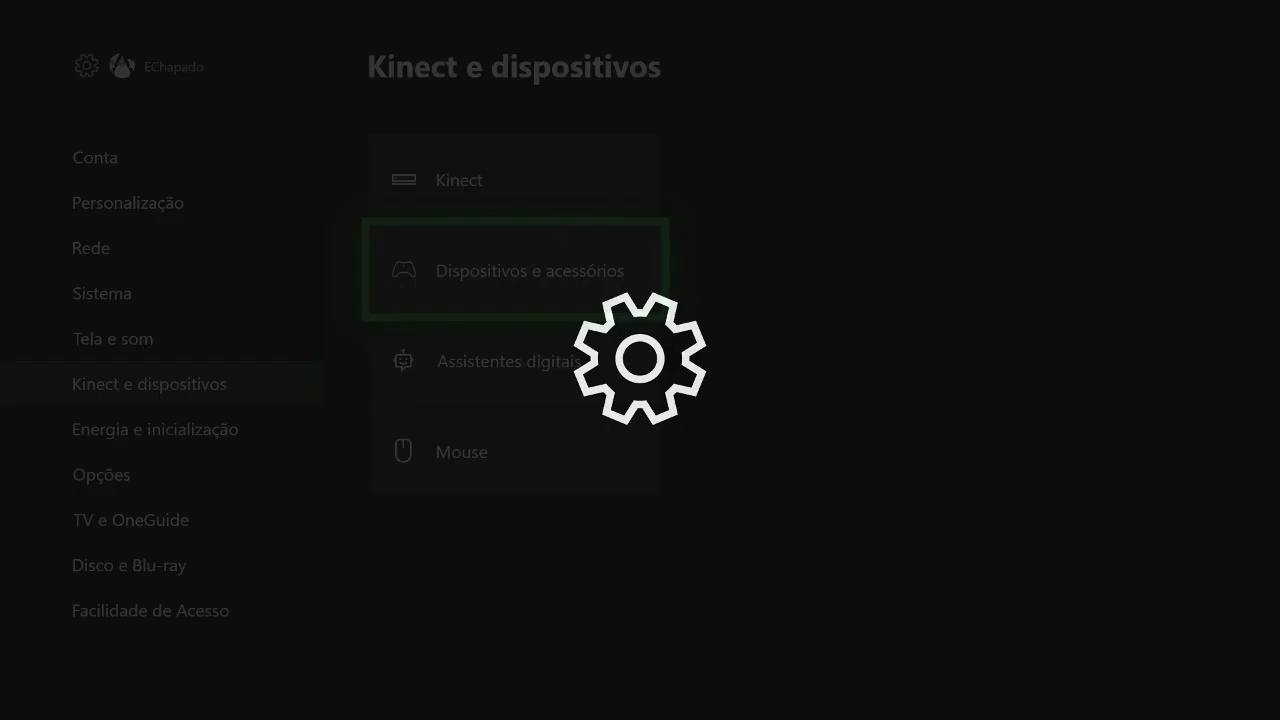 EChapado
Kinect e dispositivos
Conta
Personalização
Rede
Sistema
Tela e som
Kinect e dispositivos
Energia e inicialização
Opções
TV e OneGuide
Disco e Blu-ray
Facilidade de Acesso
Kinect
Dispositivos e acessórios
Assistentes digitais
Mouse